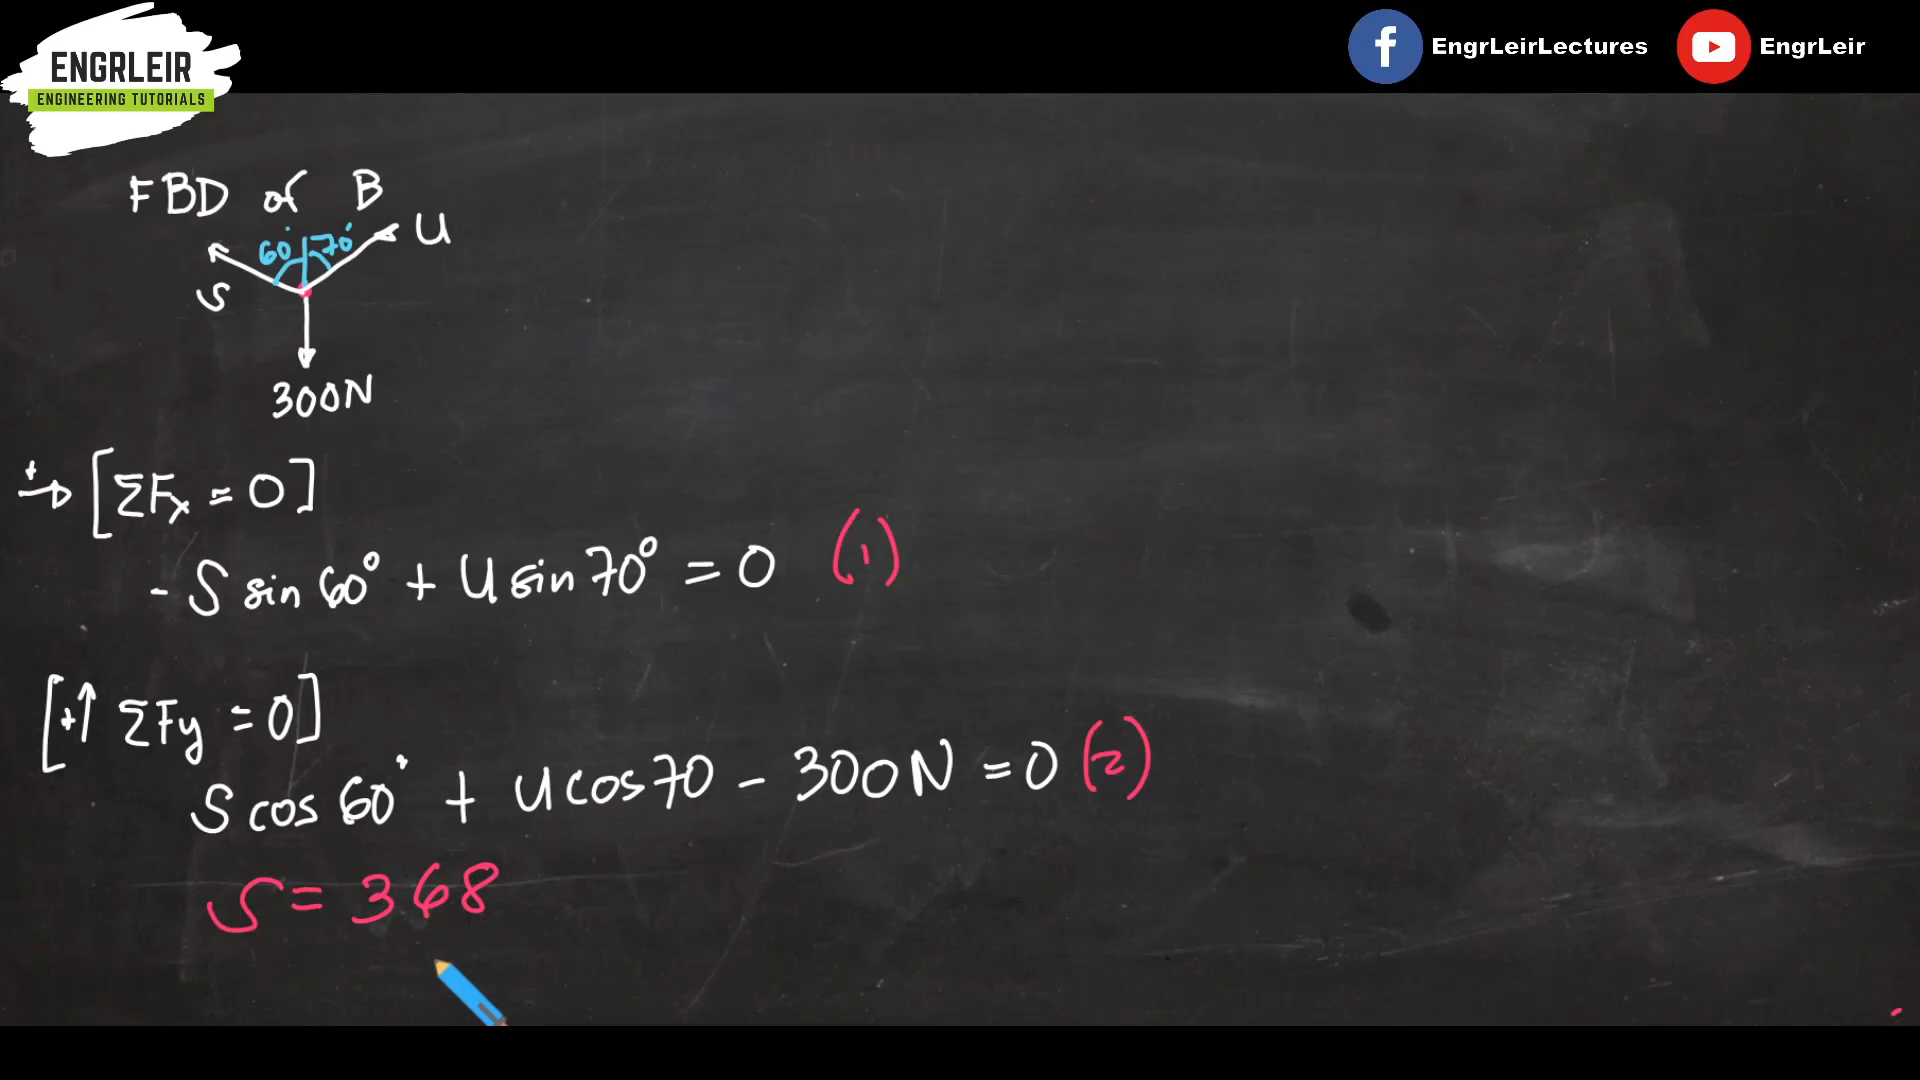 ENGRLEIR
ENGINEERING TUTORIALS
EngrLeirLectures
EngrLeir
FBD of B
60° 70°
U
S
300N
+→ [ΣFx = 0]
- S sin 60° + U sin 70° = 0 (1)
[+↑ ΣFy = 0]
S cos 60° + U cos 70 - 300N = 0 (2)
S = 368